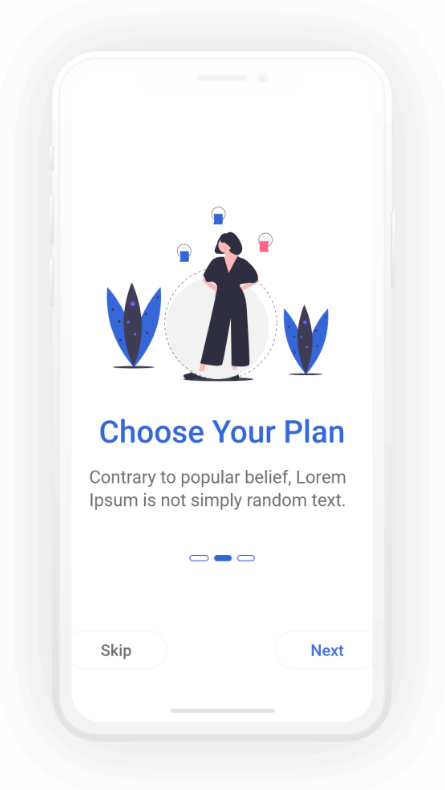 Choose Your Plan
Contrary to popular belief, Lorem
Ipsum is not simply random text.
Skip
Next